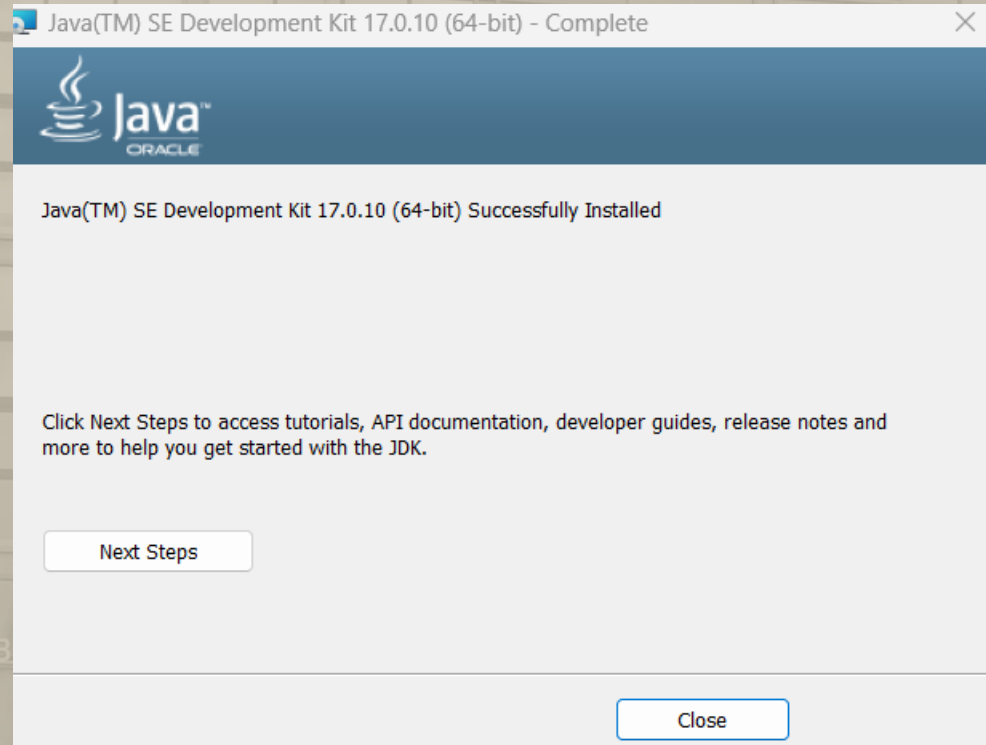 Java(TM) SE Development Kit 17.0.10 (64-bit) - Complete
Java™
ORACLE
Java(TM) SE Development Kit 17.0.10 (64-bit) Successfully Installed
Click Next Steps to access tutorials, API documentation, developer guides, release notes and
more to help you get started with the JDK.
Next Steps
Close